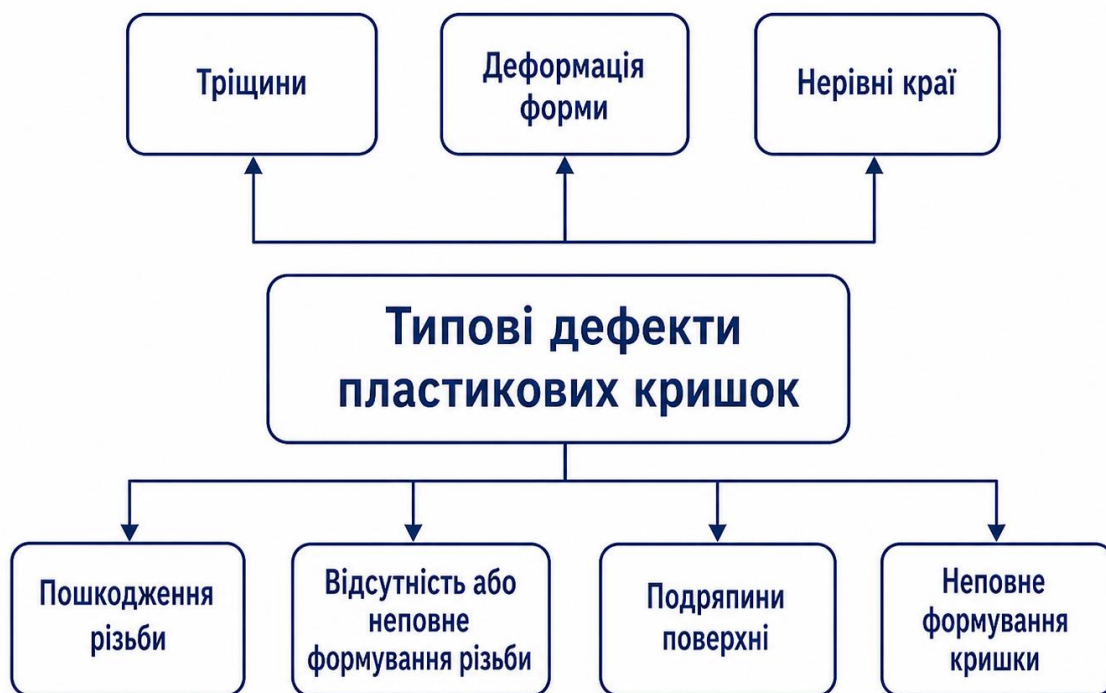 Тріщини
Деформація
форми
Нерівні краї
Типові дефекти
пластикових кришок
Пошкодження
різьби
Відсутність або
неповне
формування різьби
Подряпини
поверхні
Неповне
формування
кришки